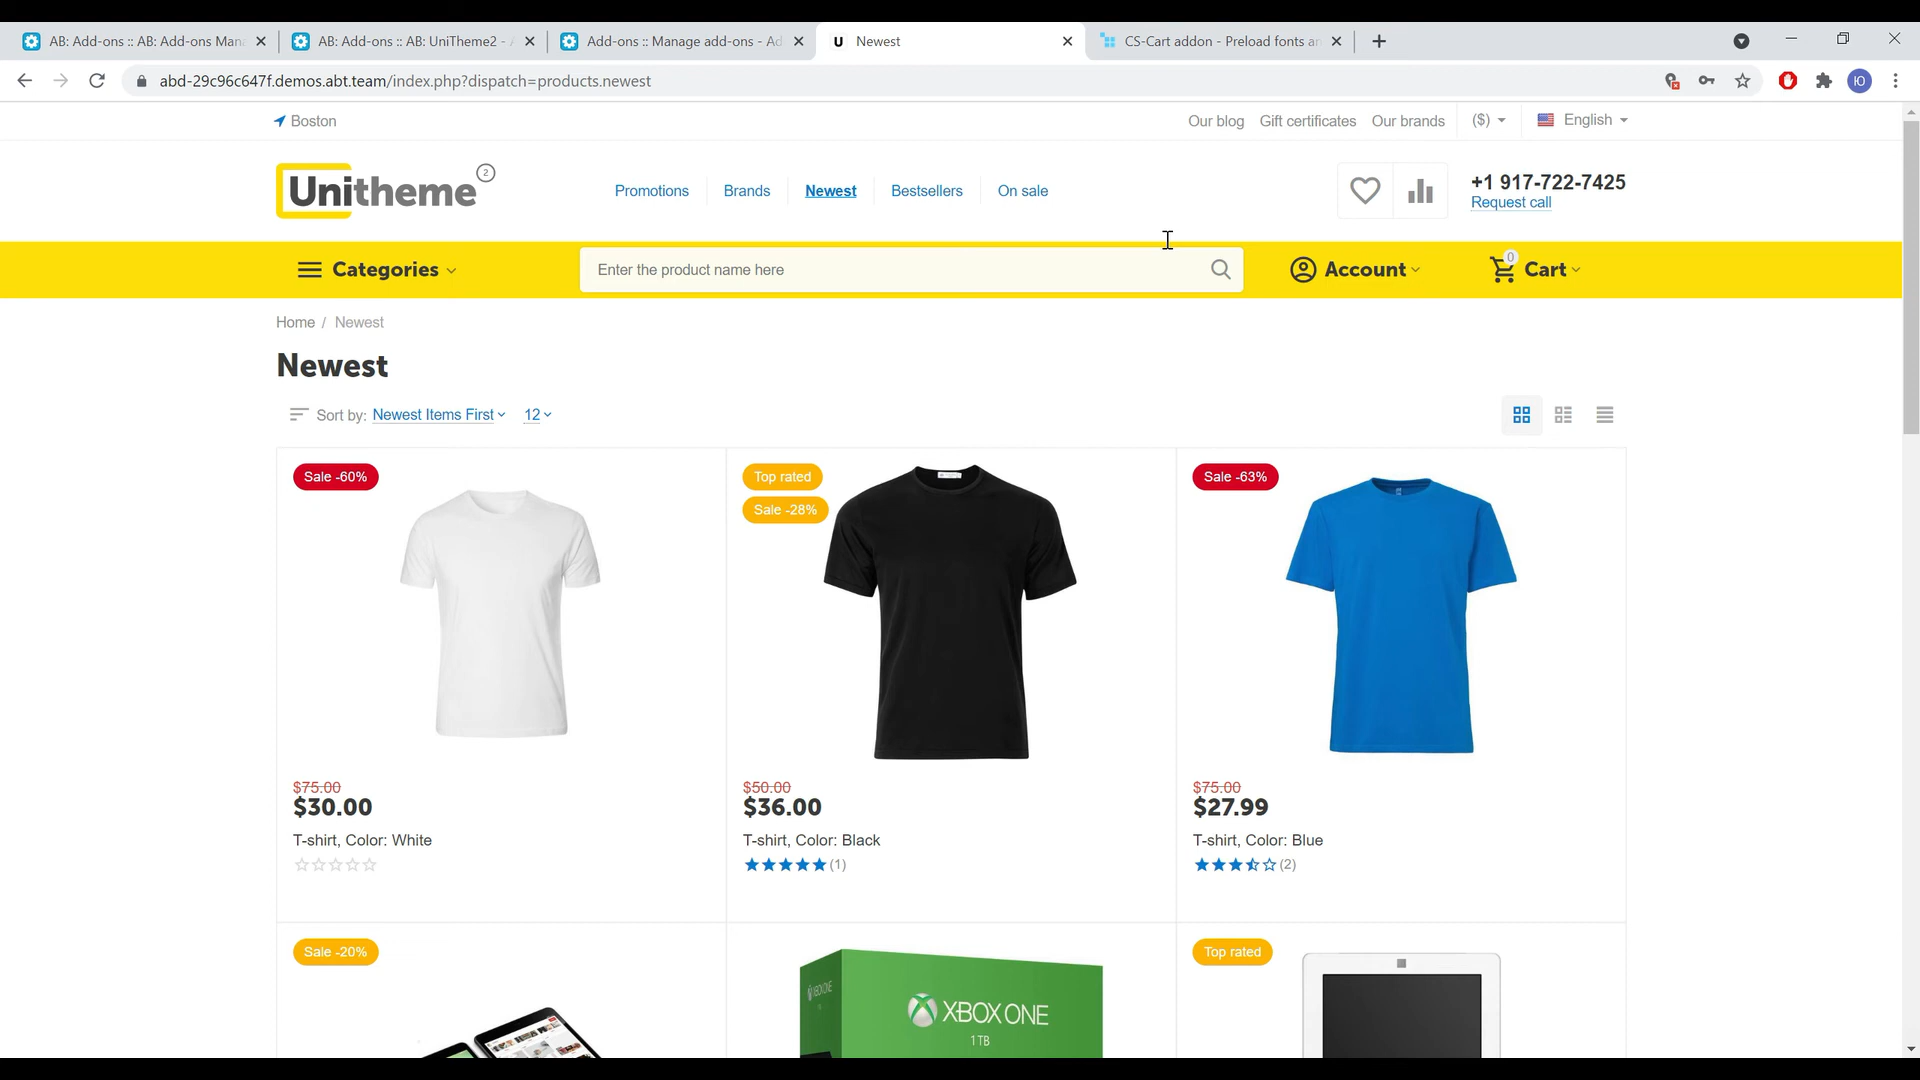 AB: Add-ons :: AB: Add-ons Man
AB: Add-ons :: AB: UniTheme2 -
Add-ons :: Manage add-ons - Ad
U Newest
CS-Cart addon - Preload fonts an
abd-29c96c647f.demos.abt.team/index.php?dispatch=products.newest
Ю
Boston
Our blog
Gift certificates
Our brands
($)
English
Unitheme 2
Promotions
Brands
Newest
Bestsellers
On sale
+1 917-722-7425
Request call
Categories
Enter the product name here
Account
0
Cart
Home / Newest
Newest
Sort by: Newest Items First
12
Sale -60%
Top rated
Sale -28%
Sale -63%
$75.00
$30.00
T-shirt, Color: White
$50.00
$36.00
T-shirt, Color: Black
(1)
$75.00
$27.99
T-shirt, Color: Blue
(2)
Sale -20%
XBOX ONE
XBOX ONE
1TB
Top rated